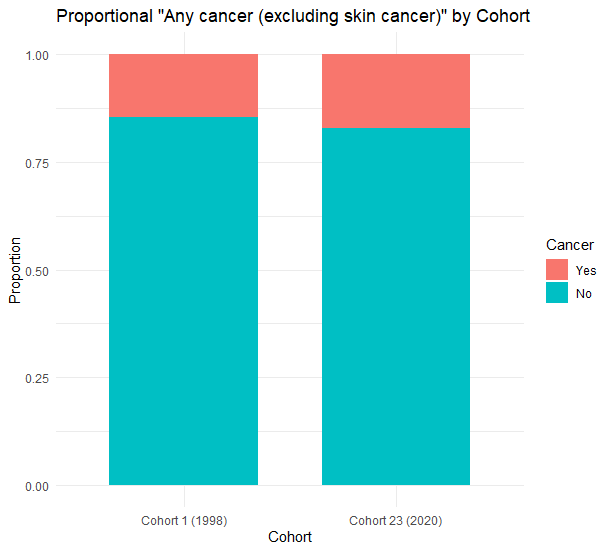 Proportional "Any cancer (excluding skin cancer)" by Cohort
Proportion
1.00
0.75
0.50
0.25
0.00
Cohort 1 (1998)
Cohort 23 (2020)
Cohort
Cancer
Yes
No